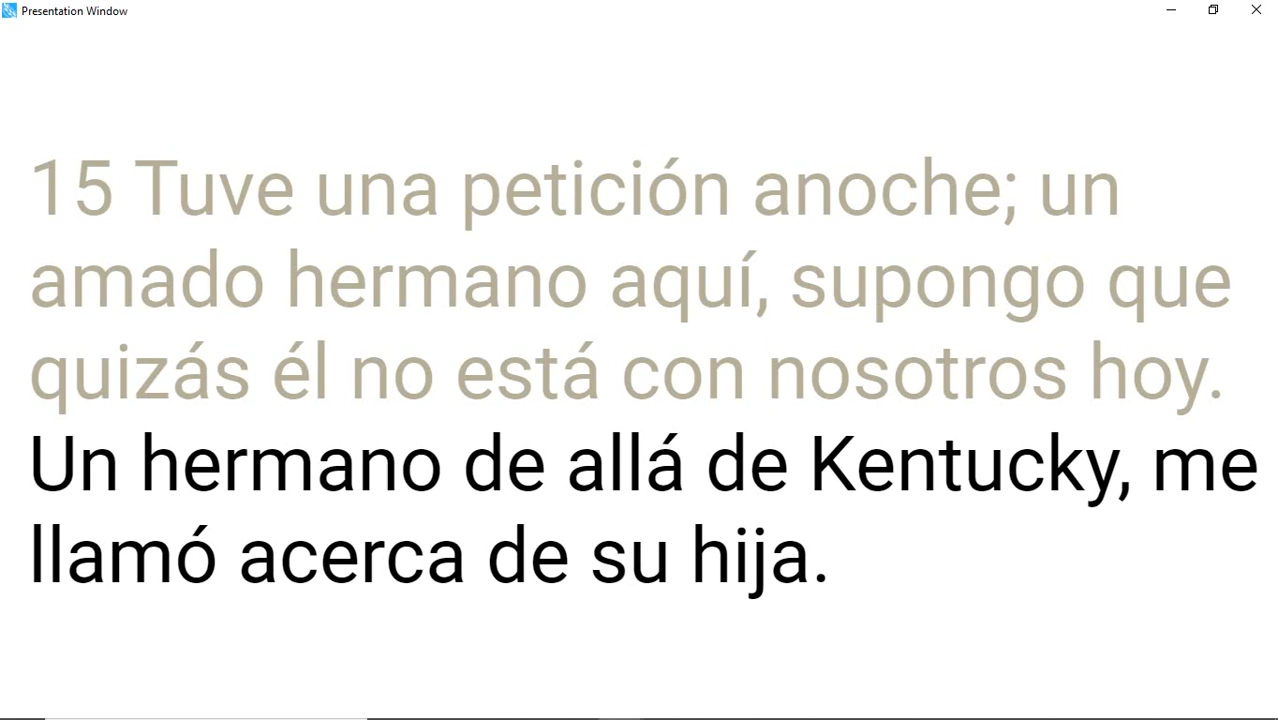 Presentation Window
15 Tuve una petición anoche; un
amado hermano aquí, supongo que
quizás él no está con nosotros hoy.
Un hermano de allá de Kentucky, me
llamó acerca de su hija.